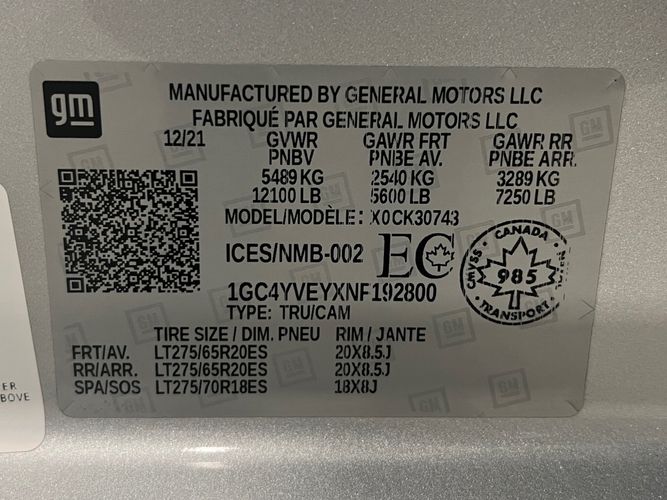 gm
MANUFACTURED BY GENERAL MOTORS LLC
FABRIQUÉ PAR GENERAL MOTORS LLC
12/21 GVWR GAWR FRT GAWR RR
PNBV PNBE AV. PNBE ARR.
5489 KG 2540 KG 3289 KG
12100 LB 5600 LB 7250 LB
MODEL/MODÈLE: X0CK30743
ICES/NMB-002 EC
CANADA
985
TRANSPORT
1GC4YVEYXNF192800
TYPE: TRU/CAM
TIRE SIZE / DIM. PNEU RIM / JANTE
FRT/AV. LT275/65R20ES 20X8.5J
RR/ARR. LT275/65R20ES 20X8.5J
SPA/SOS LT275/70R18ES 18X8J
ER
BOVE